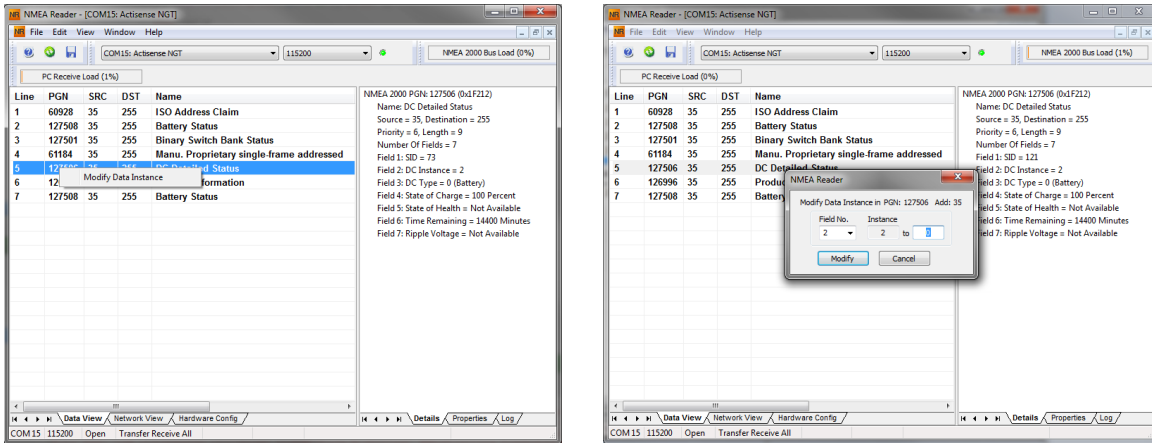 NMEA Reader - [COM15: Actisense NGT]
File Edit View Window Help
COM15: Actisense NGT 115200 NMEA 2000 Bus Load (0%)
PC Receive Load (1%)
Line PGN SRC DST Name
1 60928 35 255 ISO Address Claim
2 127508 35 255 Battery Status
3 127501 35 255 Binary Switch Bank Status
4 61184 35 255 Manu. Proprietary single-frame addressed
5 127506 35 255 DC Detailed Status
Modify Data Instance
6 12 formation
7 127508 35 255 Battery Status
NMEA 2000 PGN: 127506 (0x1F212)
Name: DC Detailed Status
Source = 35, Destination = 255
Priority = 6, Length = 9
Number Of Fields = 7
Field 1: SID = 73
Field 2: DC Instance = 2
Field 3: DC Type = 0 (Battery)
Field 4: State of Charge = 100 Percent
Field 5: State of Health = Not Available
Field 6: Time Remaining = 14400 Minutes
Field 7: Ripple Voltage = Not Available
Data View Network View Hardware Config
Details Properties Log
COM 15 115200 Open Transfer Receive All
NMEA Reader - [COM15: Actisense NGT]
File Edit View Window Help
COM15: Actisense NGT 115200 NMEA 2000 Bus Load (1%)
PC Receive Load (0%)
Line PGN SRC DST Name
1 60928 35 255 ISO Address Claim
2 127508 35 255 Battery Status
3 127501 35 255 Binary Switch Bank Status
4 61184 35 255 Manu. Proprietary single-frame addressed
5 127506 35 255 DC Detailed Status
6 126996 35 255 Produ
7 127508 35 255 Battery
NMEA Reader
Modify Data Instance in PGN: 127506 Add: 35
Field No. Instance
2 2 to 0
Modify Cancel
NMEA 2000 PGN: 127506 (0x1F212)
Name: DC Detailed Status
Source = 35, Destination = 255
Priority = 6, Length = 9
Number Of Fields = 7
Field 1: SID = 121
Field 2: DC Instance = 2
ield 3: DC Type = 0 (Battery)
ield 4: State of Charge = 100 Percent
ield 5: State of Health = Not Available
ield 6: Time Remaining = 14400 Minutes
Field 7: Ripple Voltage = Not Available
Data View Network View Hardware Config
Details Properties Log
COM 15 115200 Open Transfer Receive All